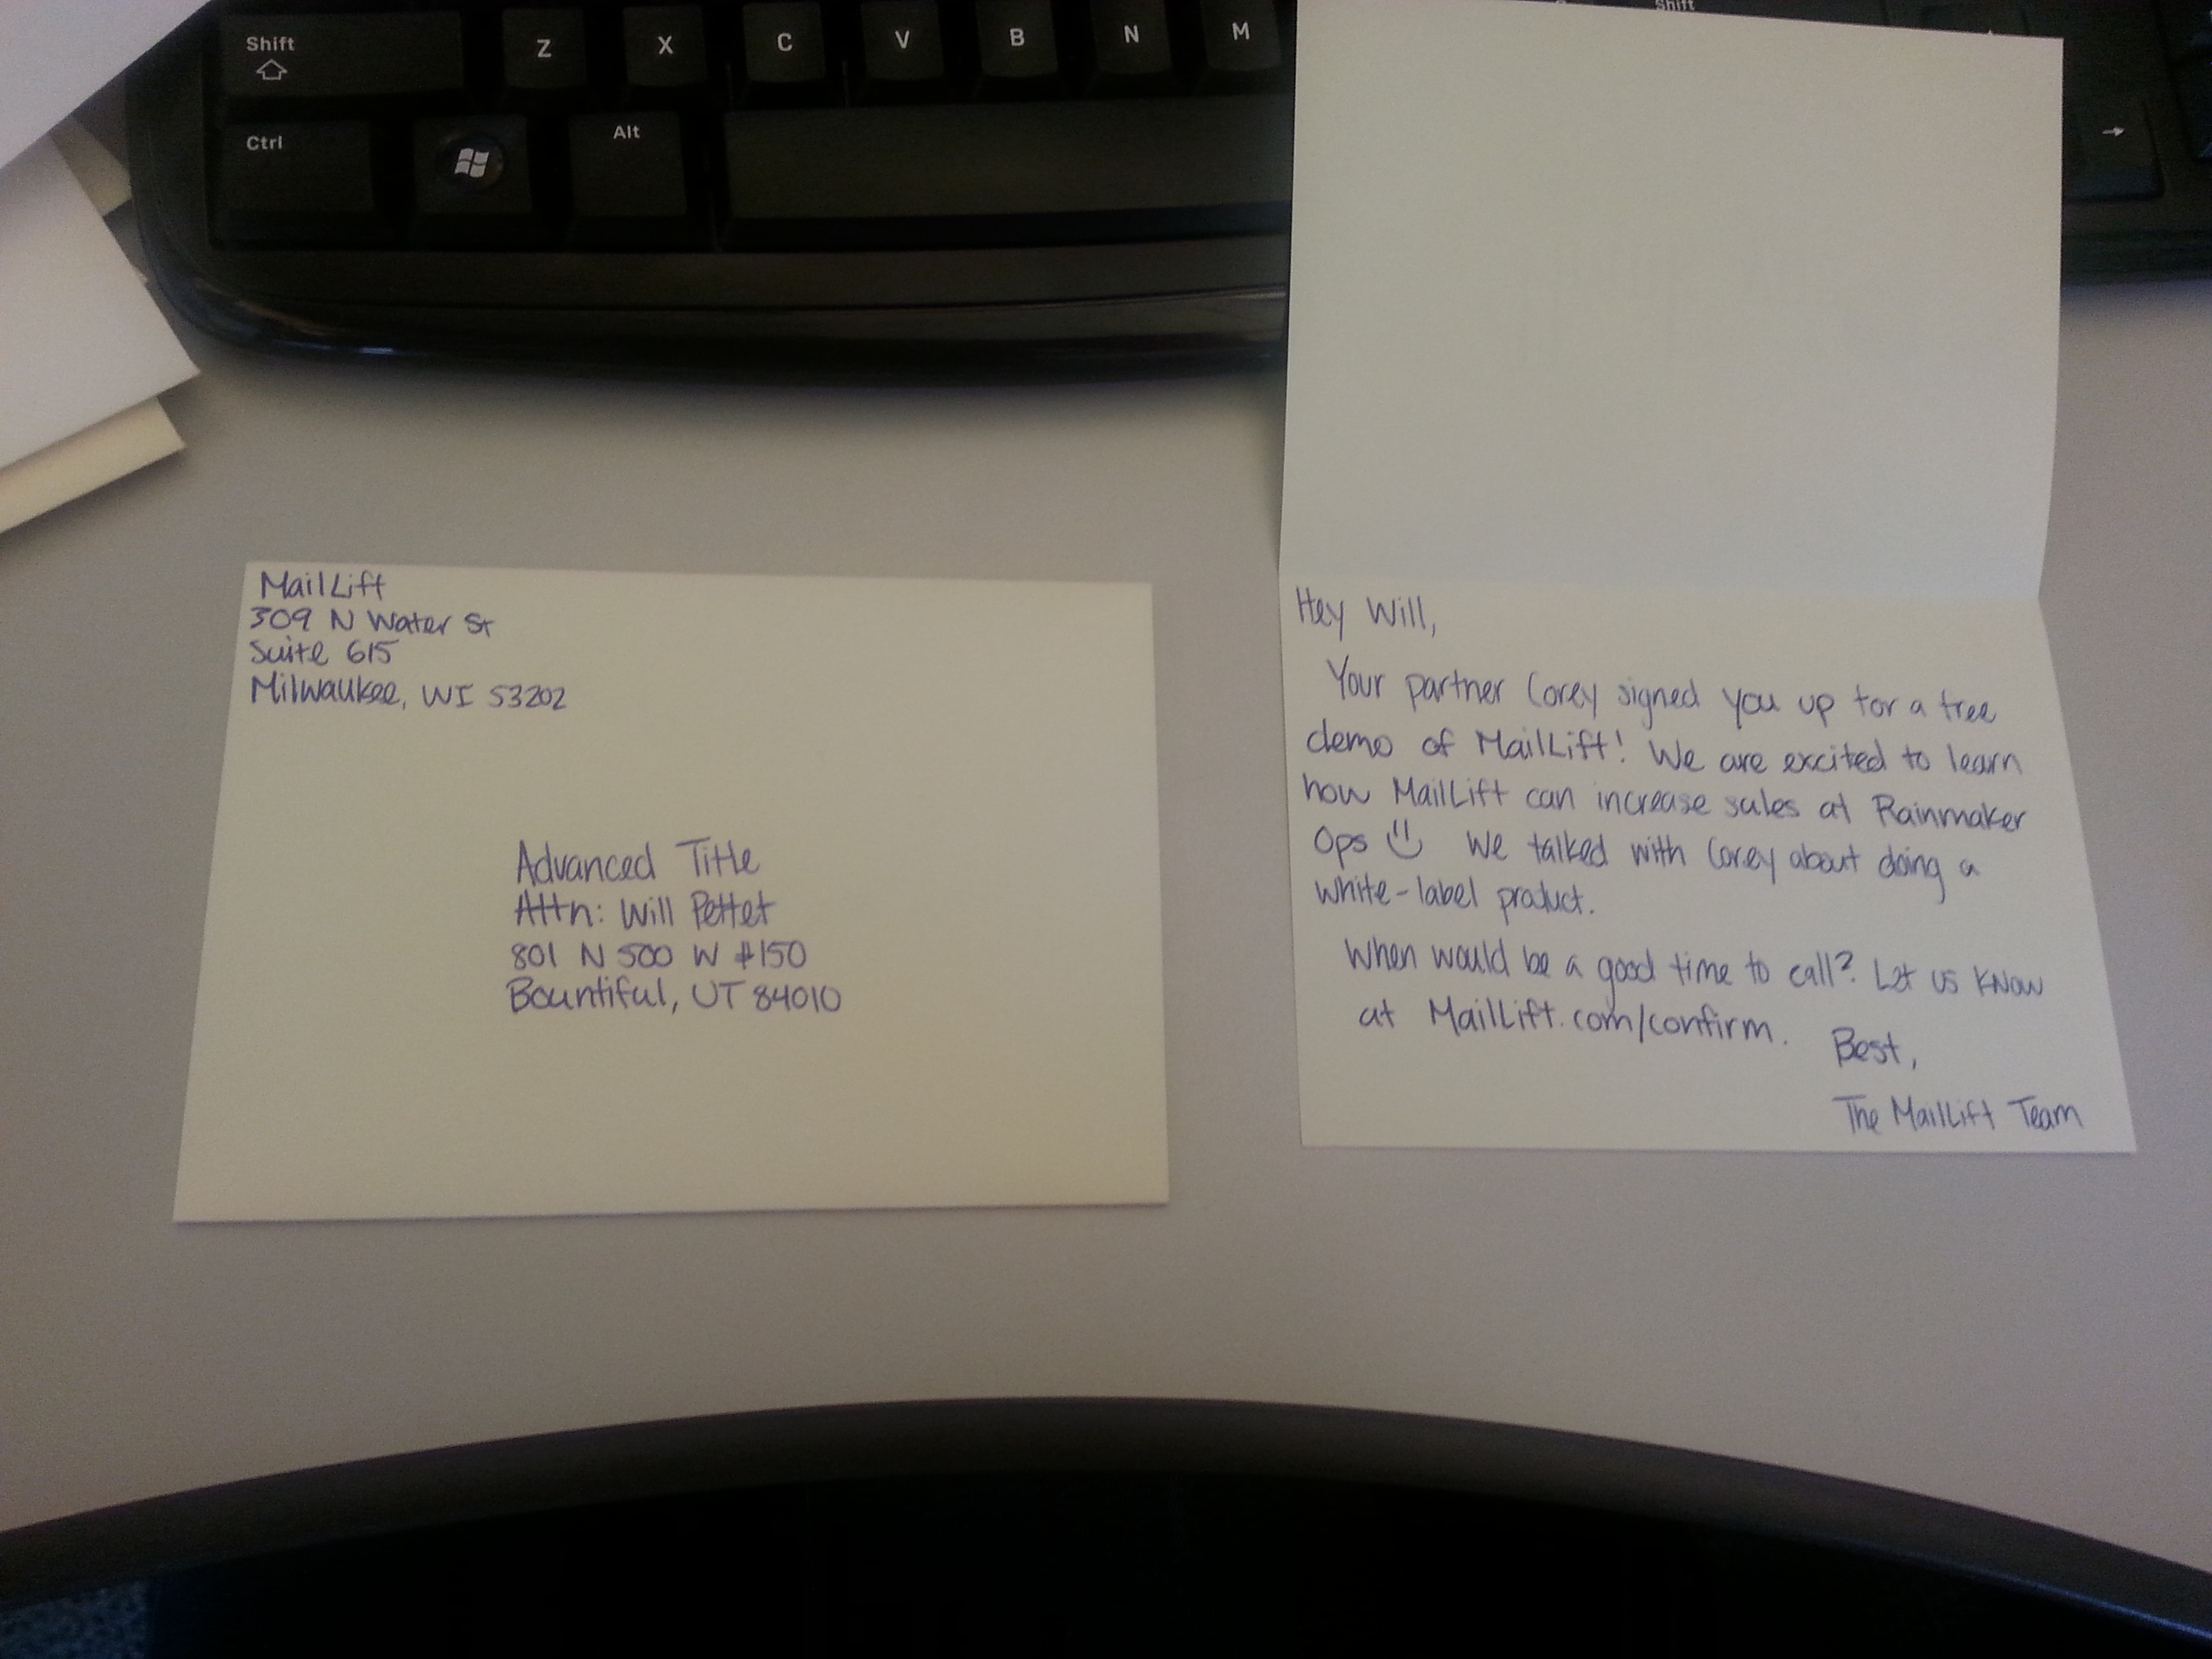 Shift
Z X C V B N M
Shift
Ctrl
Alt
→
MailLift
309 N Water St
Suite 615
Milwaukee, WI 53202
Advanced Title
Attn: Will Pettet
801 N 500 W #150
Bountiful, UT 84010
Hey Will,
Your partner Corey signed you up for a free
demo of MailLift! We are excited to learn
how MailLift can increase sales at Rainmaker
Ops We talked with Corey about doing a
white-label product.
When would be a good time to call? Let us know
at MailLift.com/confirm.
Best,
The MailLift Team